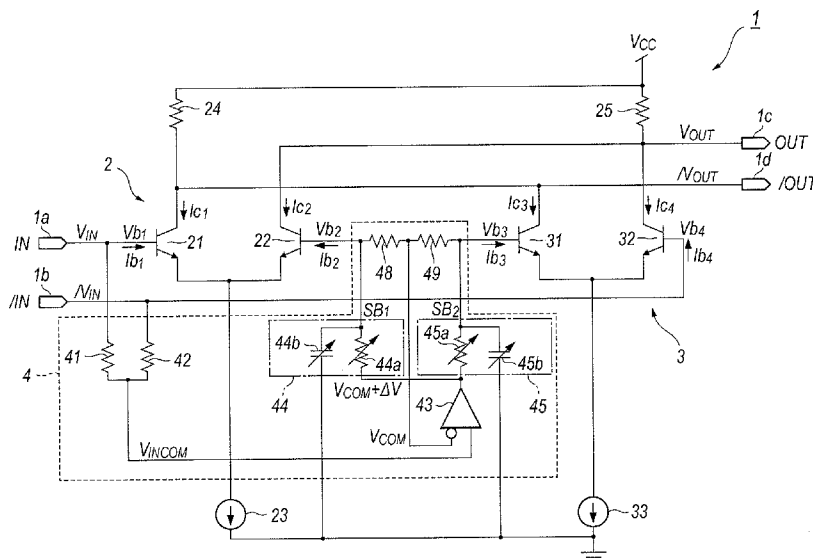 1
VCC
24
25
1c
VOUT
OUT
1d
/VOUT
/OUT
2
Ic1
Ic2
Ic3
Ic4
1a
VIN
Vb1
Vb2
Vb3
Vb4
IN
21
22
31
32
Ib1
Ib2
48
49
Ib3
Ib4
1b
/VIN
/IN
SB1
SB2
3
41
42
44b
44a
45a
45b
4
44
VCOM+ΔV
43
45
VCOM
VINCOM
23
33